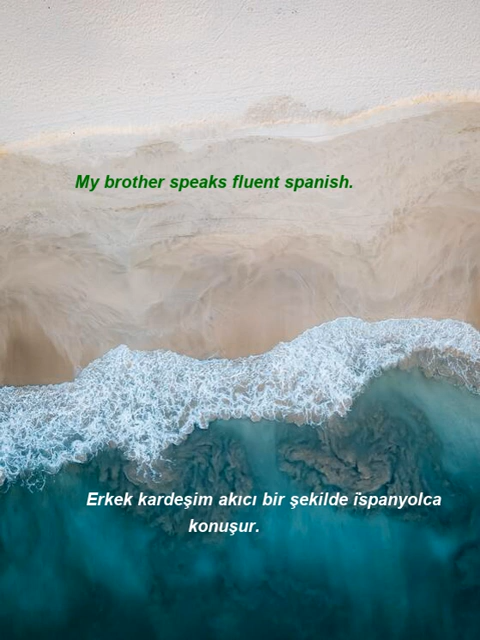 My brother speaks fluent spanish.
Erkek kardeşim akıcı bir şekilde i̇spanyolca
konuşur.